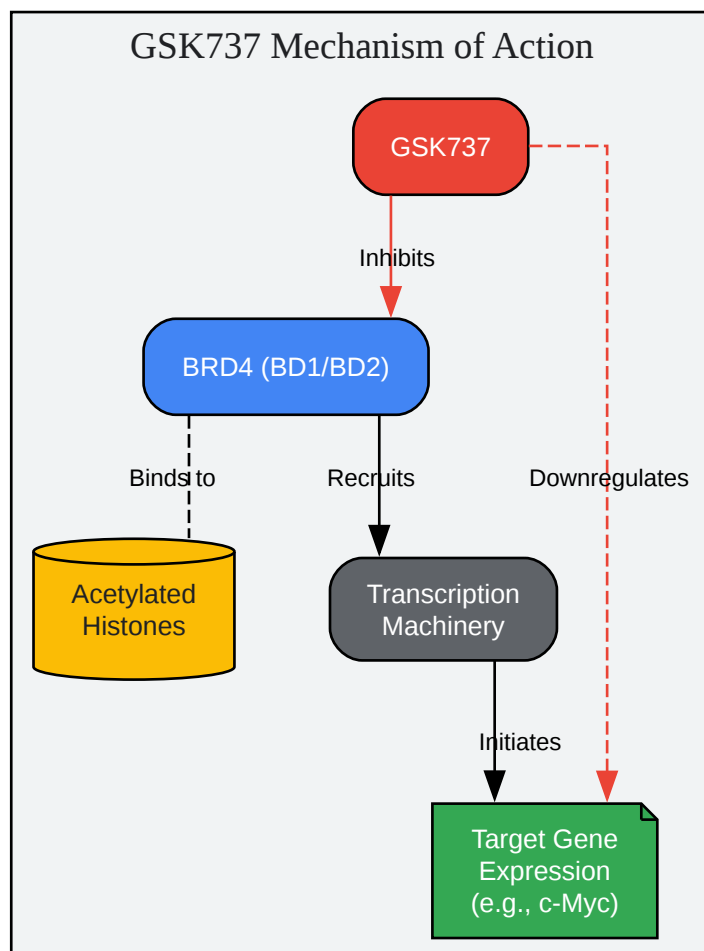 GSK737 Mechanism of Action
GSK737
Inhibits
BRD4 (BD1/BD2)
Binds to
Recruits
Downregulates
Acetylated
Histones
Transcription
Machinery
Initiates
Target Gene
Expression
(e.g., c-Myc)